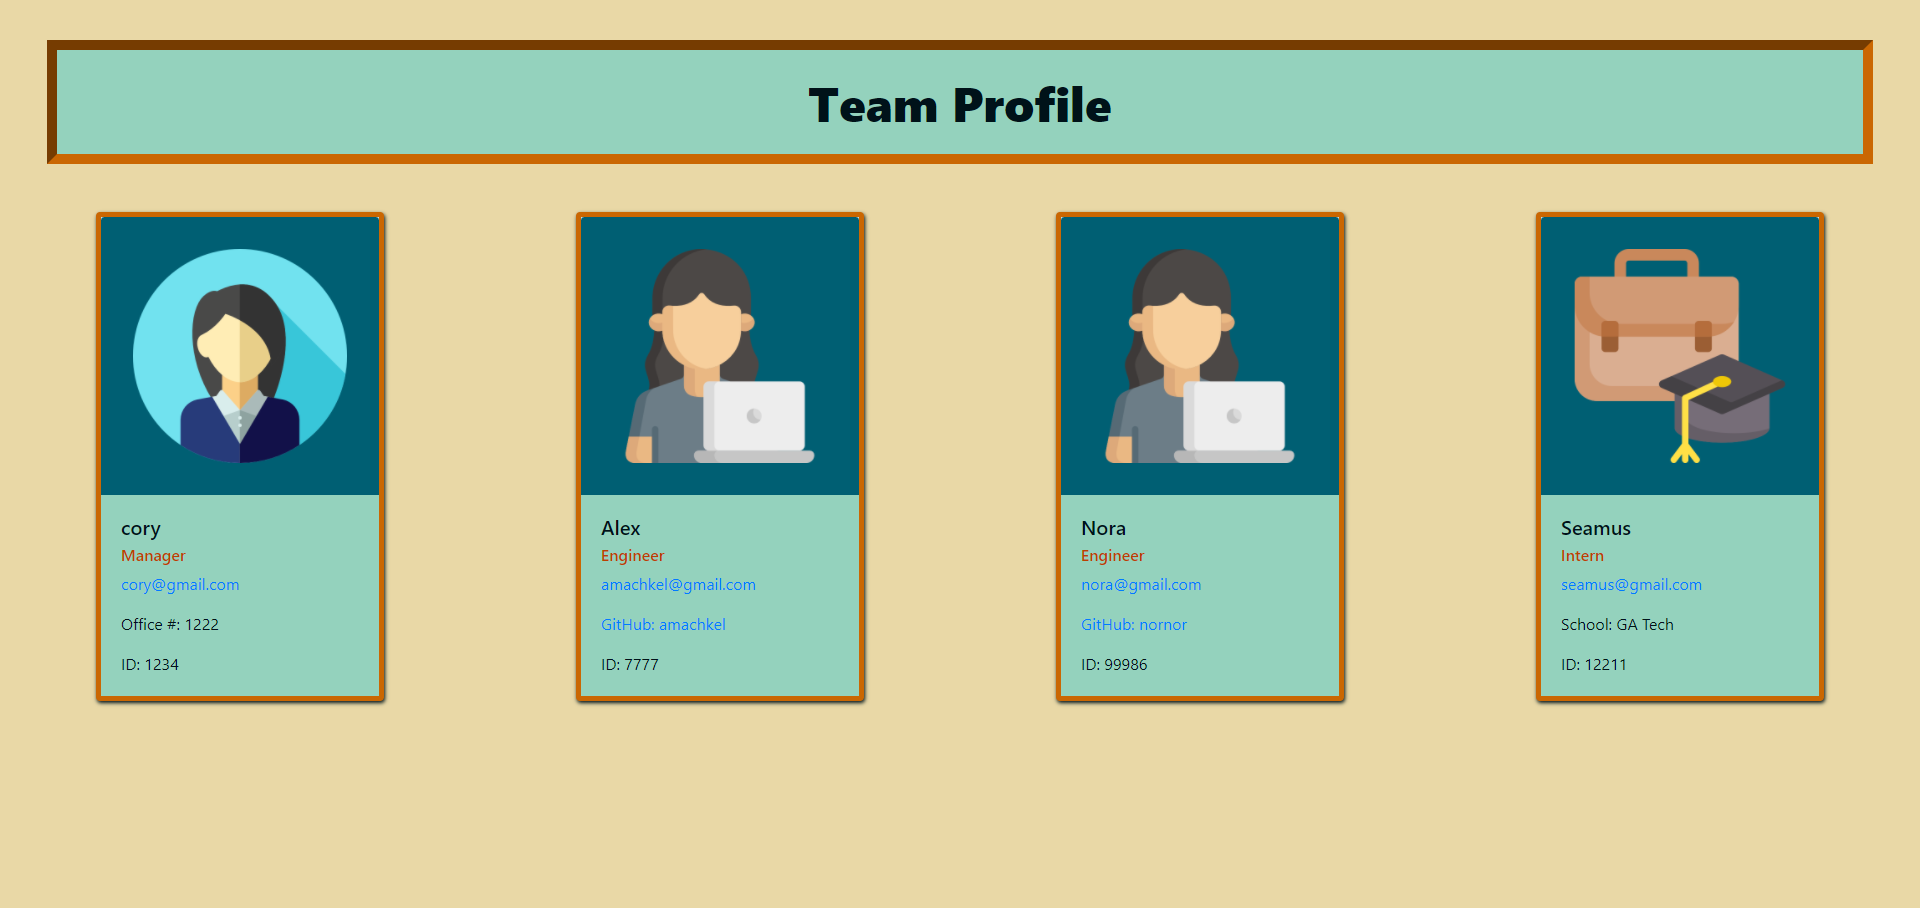 Team Profile
cory
Manager
cory@gmail.com
Office #: 1222
ID: 1234
Alex
Engineer
amachkel@gmail.com
GitHub: amachkel
ID: 7777
Nora
Engineer
nora@gmail.com
GitHub: nornor
ID: 99986
Seamus
Intern
seamus@gmail.com
School: GA Tech
ID: 12211